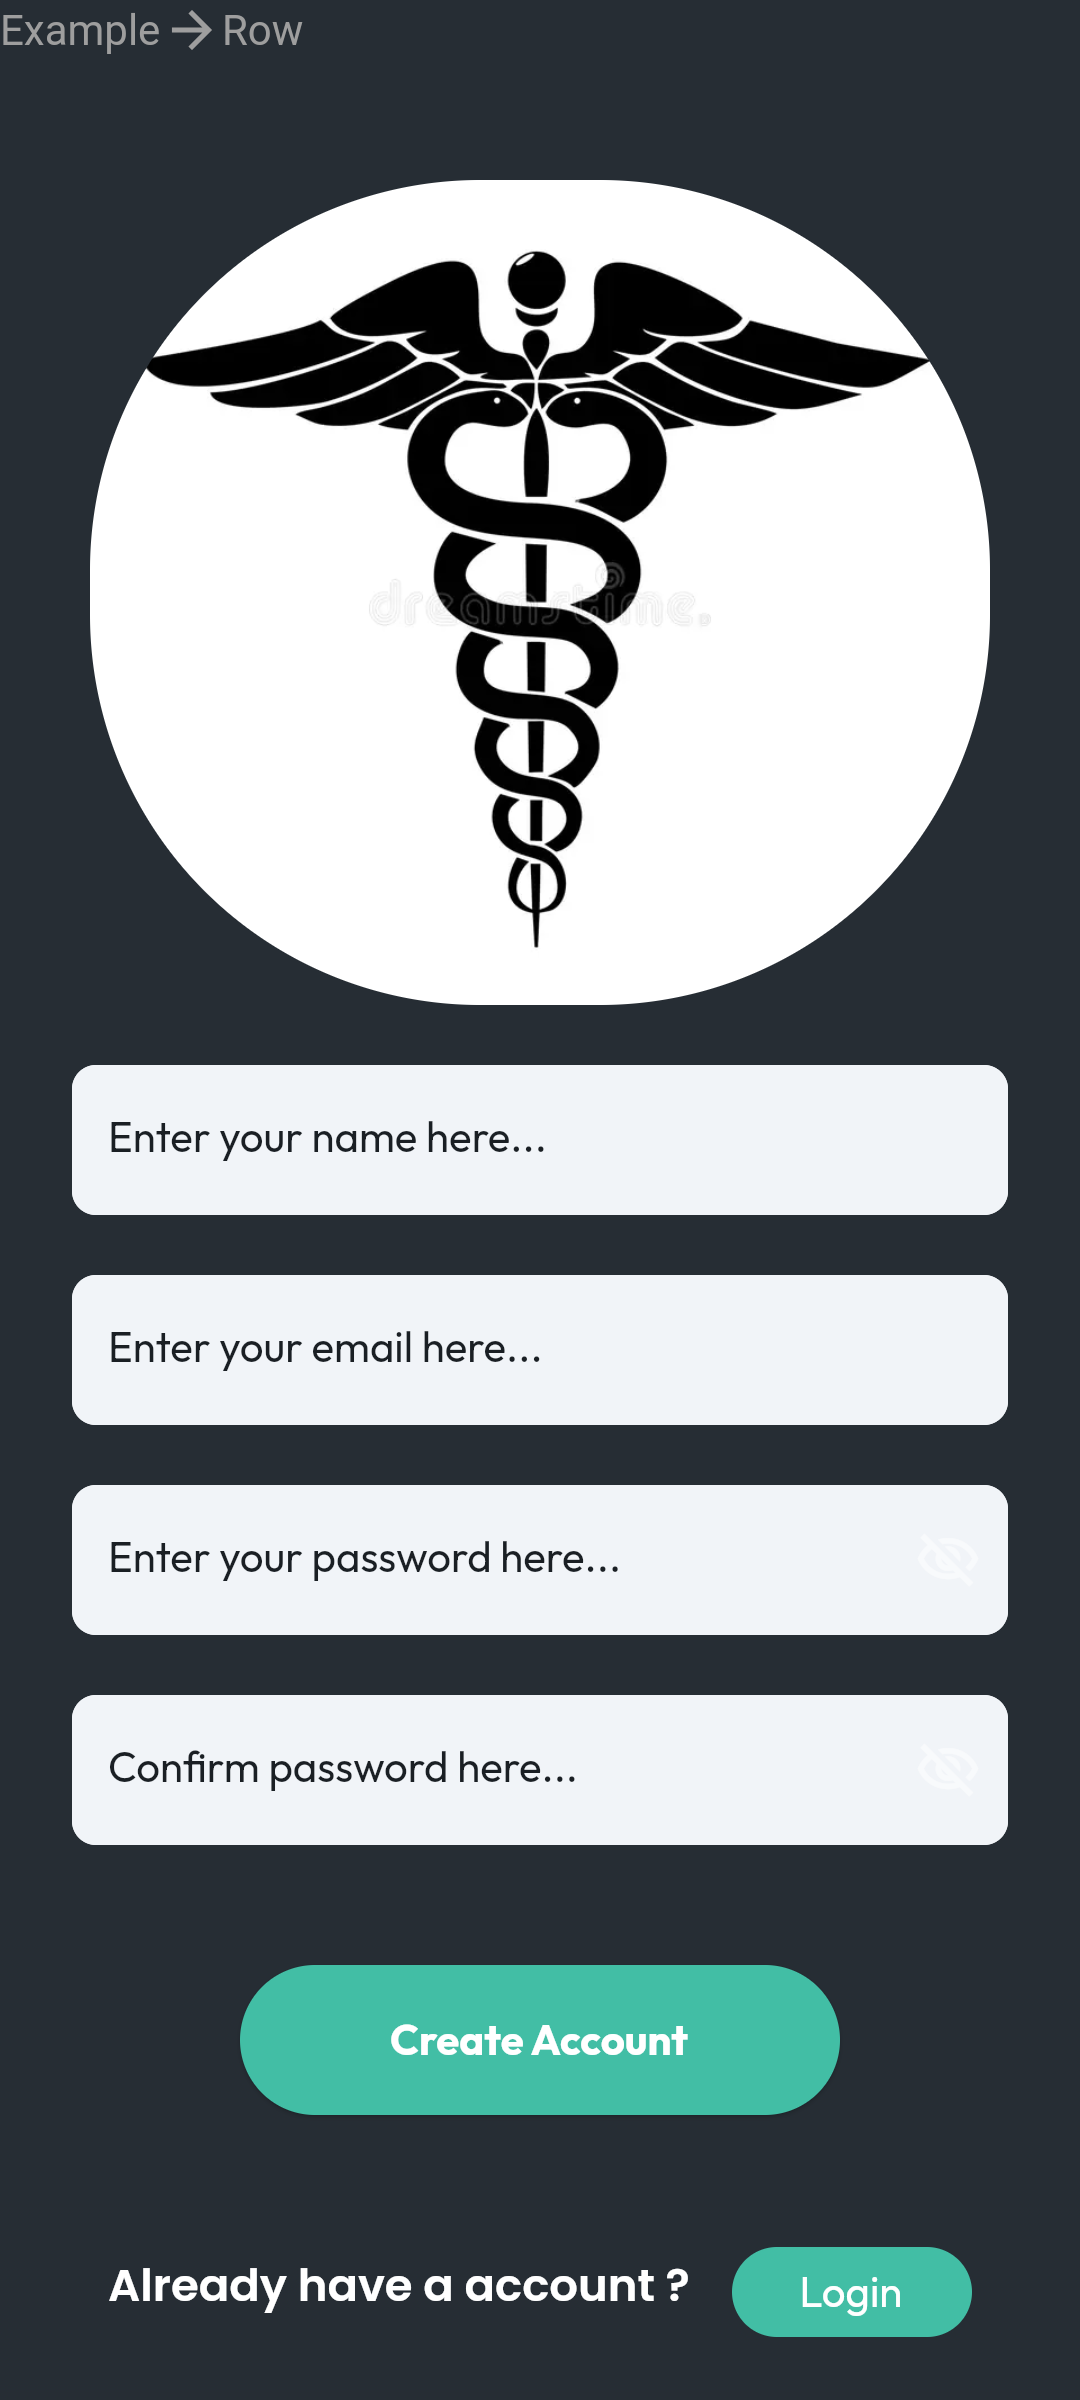 Example → Row
dreamstime.
Enter your name here...
Enter your email here...
Enter your password here...
Confirm password here...
Create Account
Already have a account ?
Login